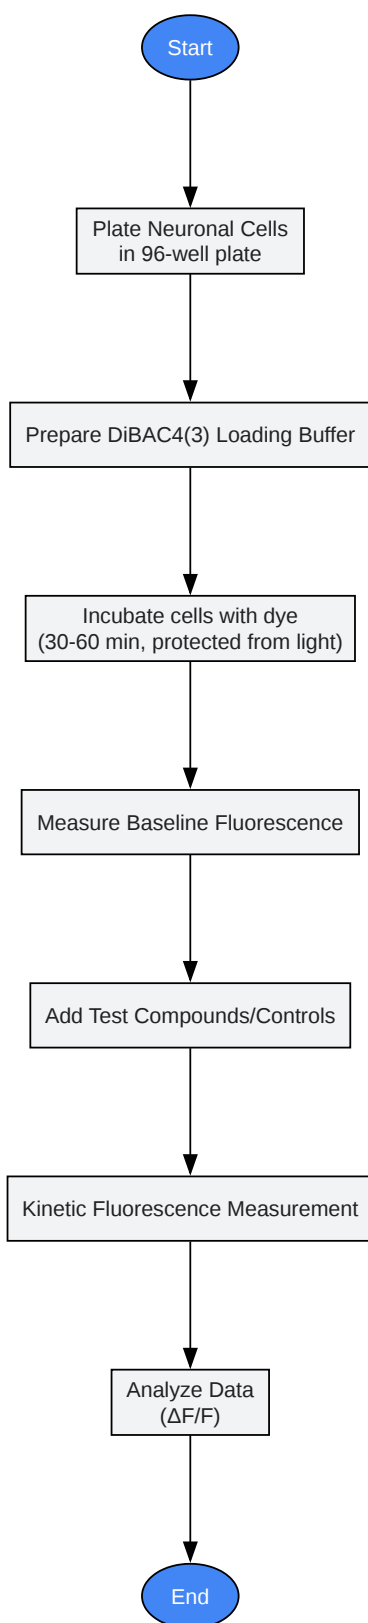 Start
Plate Neuronal Cells
in 96-well plate
Prepare DiBAC4(3) Loading Buffer
Incubate cells with dye
(30-60 min, protected from light)
Measure Baseline Fluorescence
Add Test Compounds/Controls
Kinetic Fluorescence Measurement
Analyze Data
(ΔF/F)
End